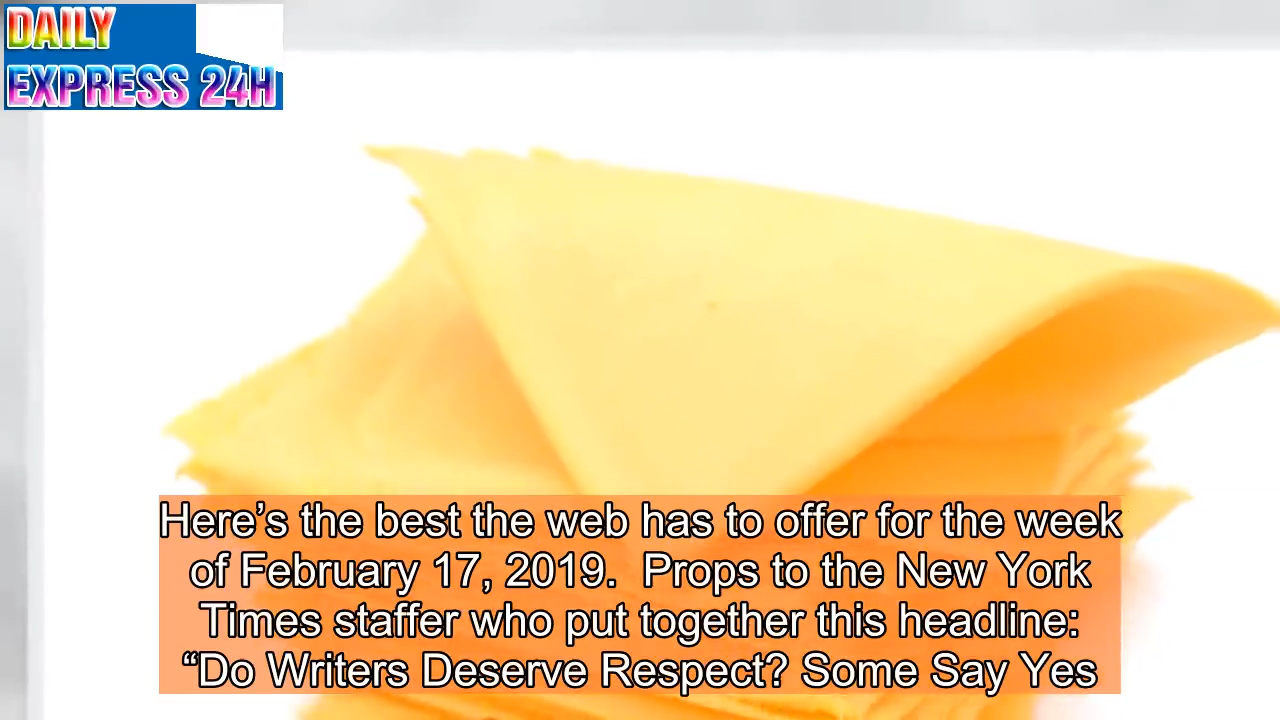 DAILY
EXPRESS 24H
Here’s the best the web has to offer for the week
of February 17, 2019.  Props to the New York
Times staffer who put together this headline:
“Do Writers Deserve Respect? Some Say Yes